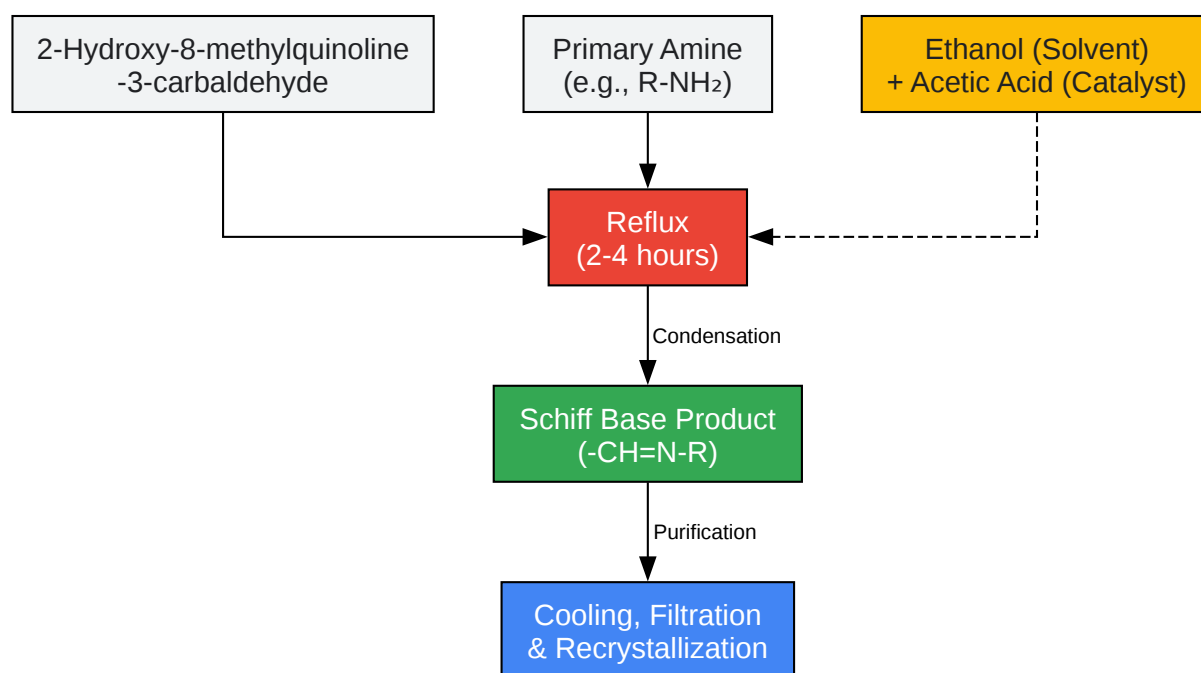 2-Hydroxy-8-methylquinoline
-3-carbaldehyde
Primary Amine
(e.g., R-NH₂)
Ethanol (Solvent)
+ Acetic Acid (Catalyst)
Reflux
(2-4 hours)
Condensation
Schiff Base Product
(-CH=N-R)
Purification
Cooling, Filtration
& Recrystallization